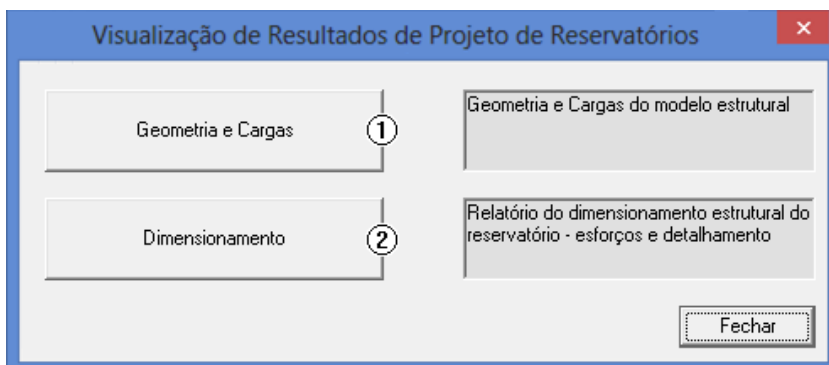 Visualização de Resultados de Projeto de Reservatórios
×
Geometria e Cargas
1
Geometria e Cargas do modelo estrutural
Dimensionamento
2
Relatório do dimensionamento estrutural do
reservatório - esforços e detalhamento
Fechar